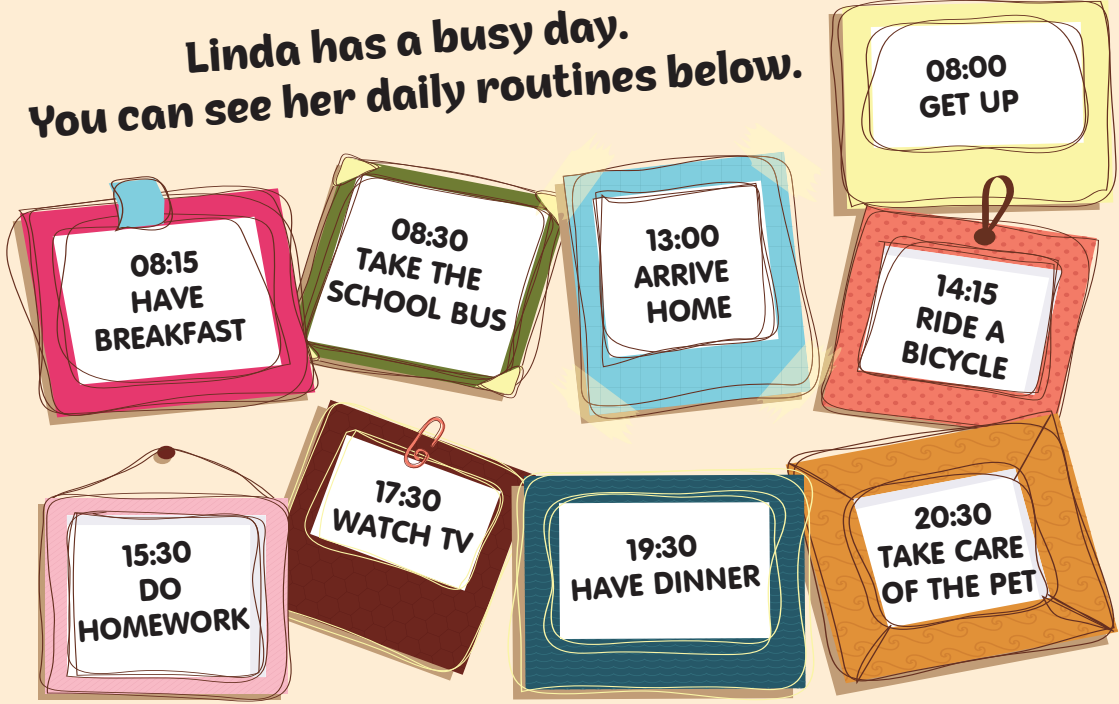 Linda has a busy day.
You can see her daily routines below.
08:00
GET UP
08:15
HAVE
BREAKFAST
08:30
TAKE THE
SCHOOL BUS
13:00
ARRIVE
HOME
14:15
RIDE A
BICYCLE
15:30
DO
HOMEWORK
17:30
WATCH TV
19:30
HAVE DINNER
20:30
TAKE CARE
OF THE PET